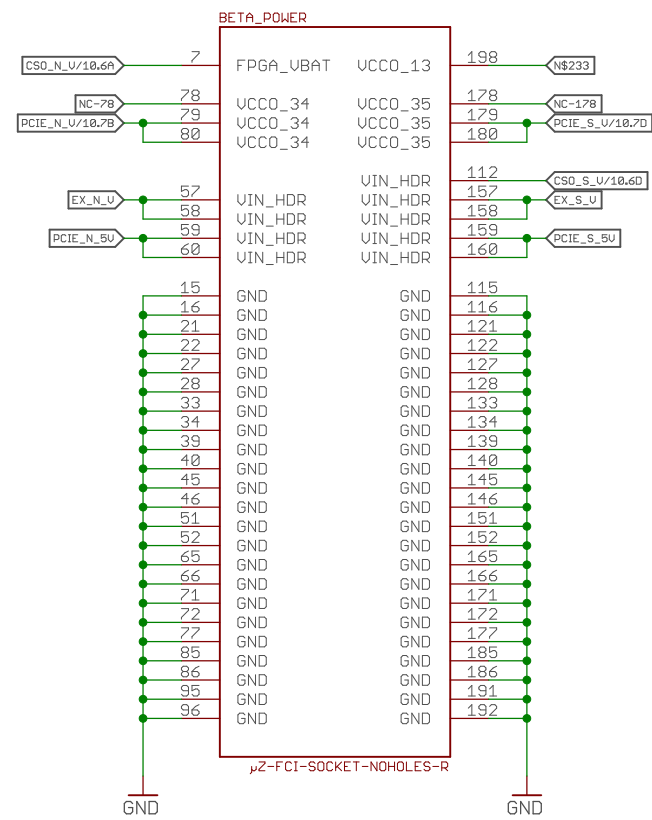 BETA_POWER
CSO_N_V/10.6A 7 FPGA_VBAT VCCO_13 198 N$233
NC-78 78 VCCO_34 VCCO_35 178 NC-178
PCIE_N_V/10.7B 79 VCCO_34 VCCO_35 179 PCIE_S_V/10.7D
80 VCCO_34 VCCO_35 180
VIN_HDR 112 CSO_S_V/10.6D
EX_N_V 57 VIN_HDR VIN_HDR 157 EX_S_V
58 VIN_HDR VIN_HDR 158
PCIE_N_5V 59 VIN_HDR VIN_HDR 159 PCIE_S_5V
60 VIN_HDR VIN_HDR 160
15 GND GND 115
16 GND GND 116
21 GND GND 121
22 GND GND 122
27 GND GND 127
28 GND GND 128
33 GND GND 133
34 GND GND 134
39 GND GND 139
40 GND GND 140
45 GND GND 145
46 GND GND 146
51 GND GND 151
52 GND GND 152
65 GND GND 165
66 GND GND 166
71 GND GND 171
72 GND GND 172
77 GND GND 177
85 GND GND 185
86 GND GND 186
95 GND GND 191
96 GND GND 192
µZ-FCI-SOCKET-NOHOLES-R
GND GND